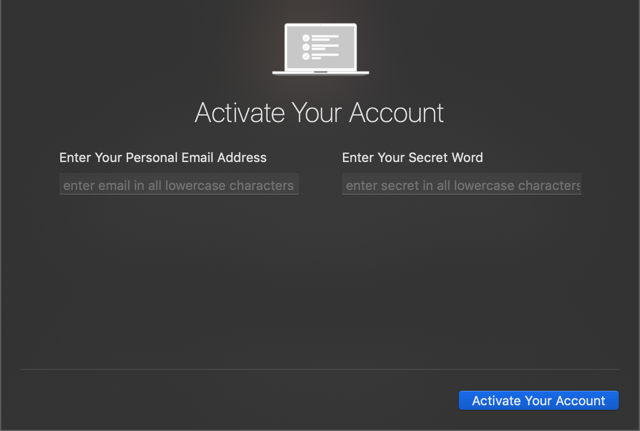 Activate Your Account
Enter Your Personal Email Address
enter email in all lowercase characters
Enter Your Secret Word
enter secret in all lowercase characters
Activate Your Account